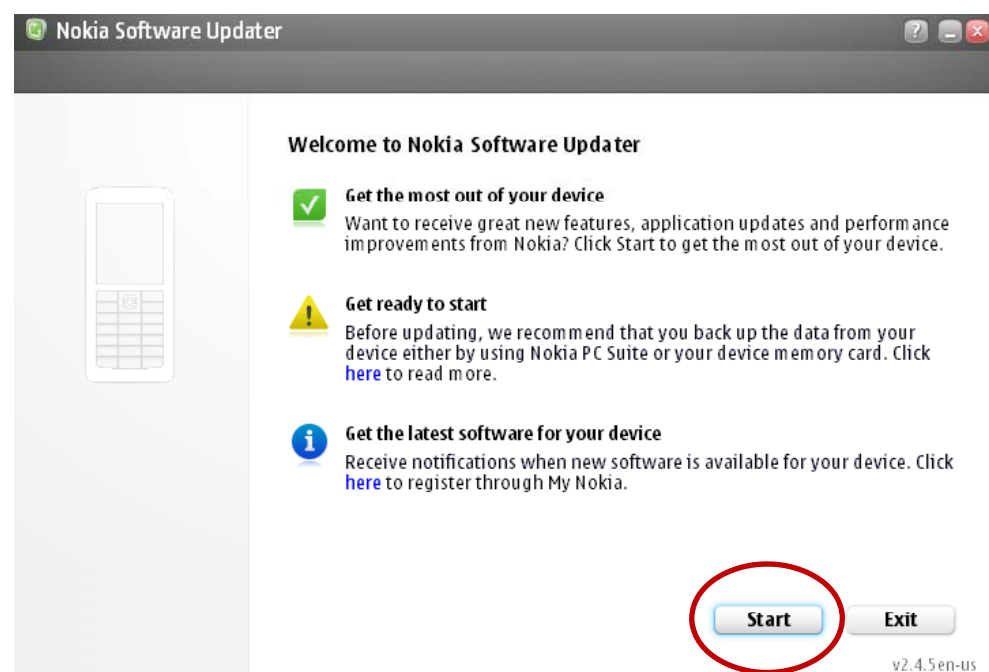 Nokia Software Updater
Welcome to Nokia Software Updater
Get the most out of your device
Want to receive great new features, application updates and performance
improvements from Nokia? Click Start to get the most out of your device.
Get ready to start
Before updating, we recommend that you back up the data from your
device either by using Nokia PC Suite or your device memory card. Click
here to read more.
Get the latest software for your device
Receive notifications when new software is available for your device. Click
here to register through My Nokia.
Start Exit
v2.4.5en-us